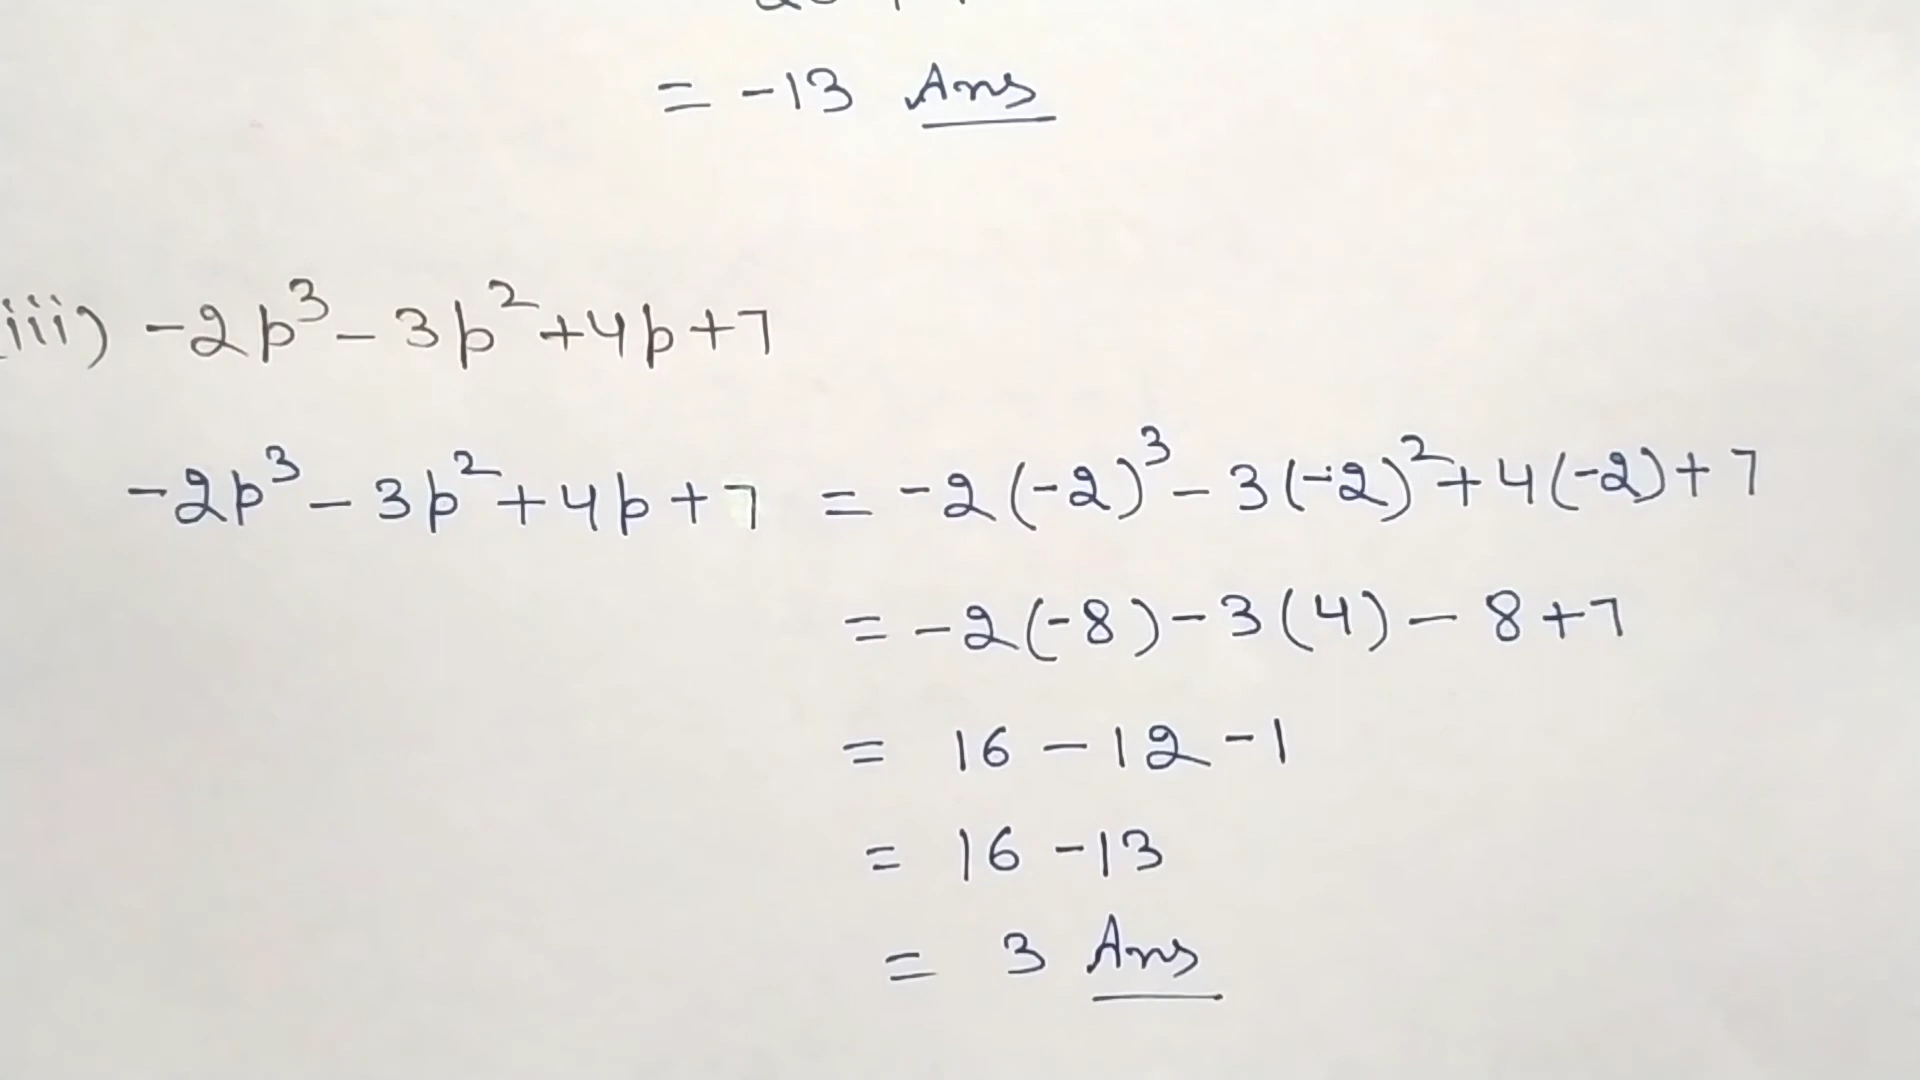 = -13 Ans
iii) -2p³ - 3p² + 4p + 7
-2p³ - 3p² + 4p + 7 = -2(-2)³ - 3(-2)² + 4(-2) + 7
= -2(-8) - 3(4) - 8 + 7
= 16 - 12 - 1
= 16 - 13
= 3 Ans